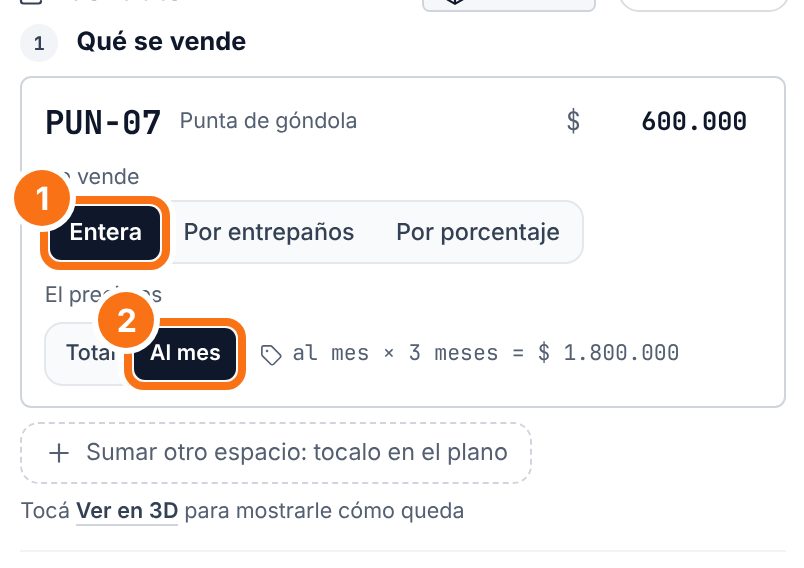 1 Qué se vende
PUN-07 Punta de góndola $ 600.000
vende
1
Entera Por entrepaños Por porcentaje
El
2
Total Al mes al mes × 3 meses = $ 1.800.000
+ Sumar otro espacio: tocalo en el plano
Tocá Ver en 3D para mostrarle cómo queda